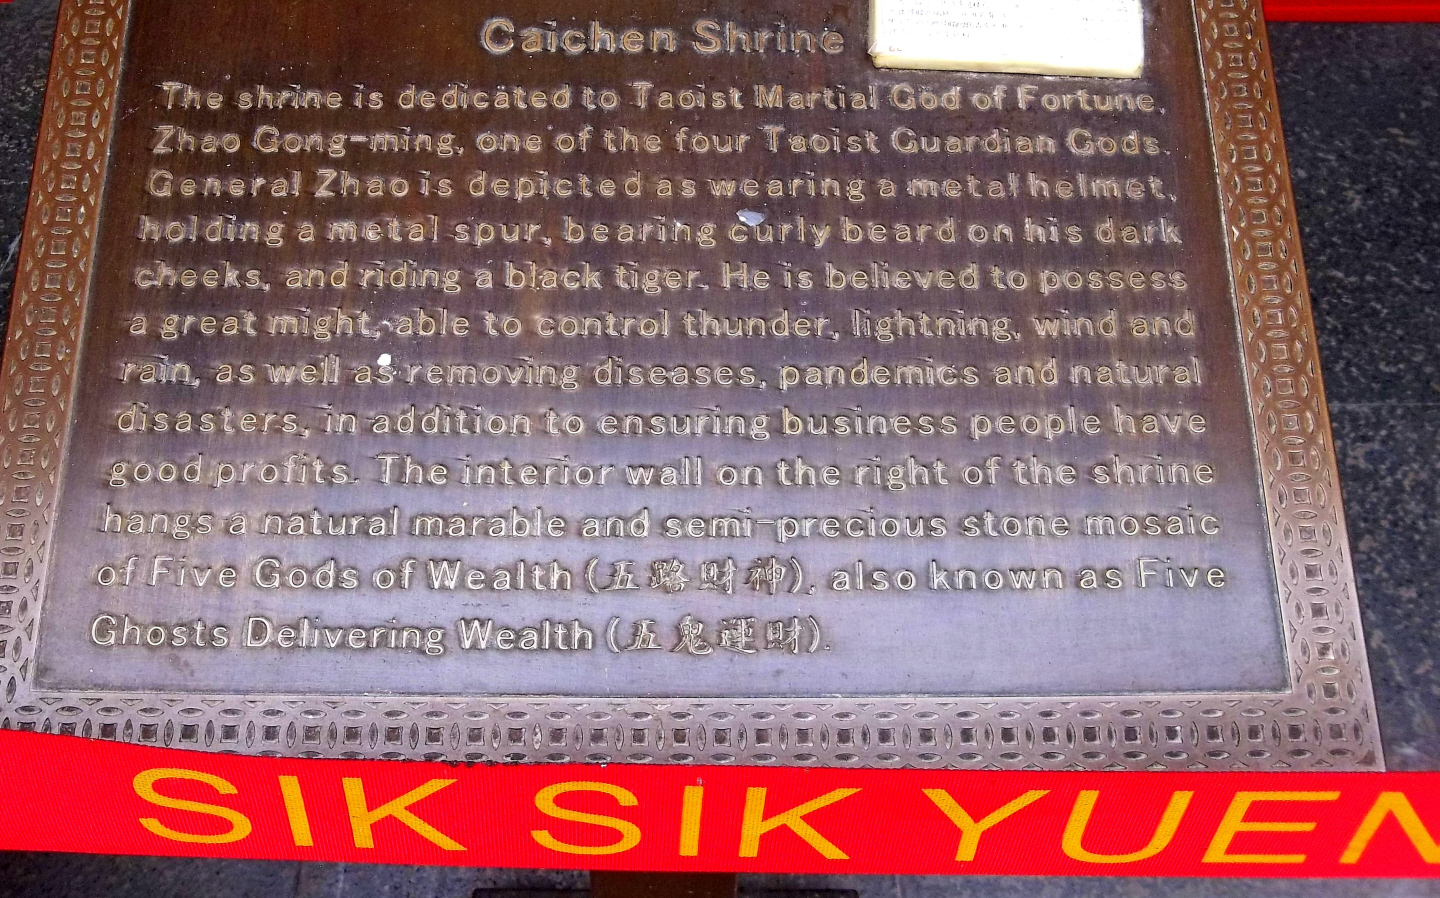 Caichen Shrine
The shrine is dedicated to Taoist Martial God of Fortune,
Zhao Gong-ming, one of the four Taoist Guardian Gods.
General Zhao is depicted as wearing a metal helmet,
holding a metal spur, bearing curly beard on his dark
cheeks, and riding a black tiger. He is believed to possess
a great might, able to control thunder, lightning, wind and
rain, as well as removing diseases, pandemics and natural
disasters, in addition to ensuring business people have
good profits. The interior wall on the right of the shrine
hangs a natural marable and semi-precious stone mosaic
of Five Gods of Wealth (五路財神), also known as Five
Ghosts Delivering Wealth (五鬼運財).
SIK SIK YUEN